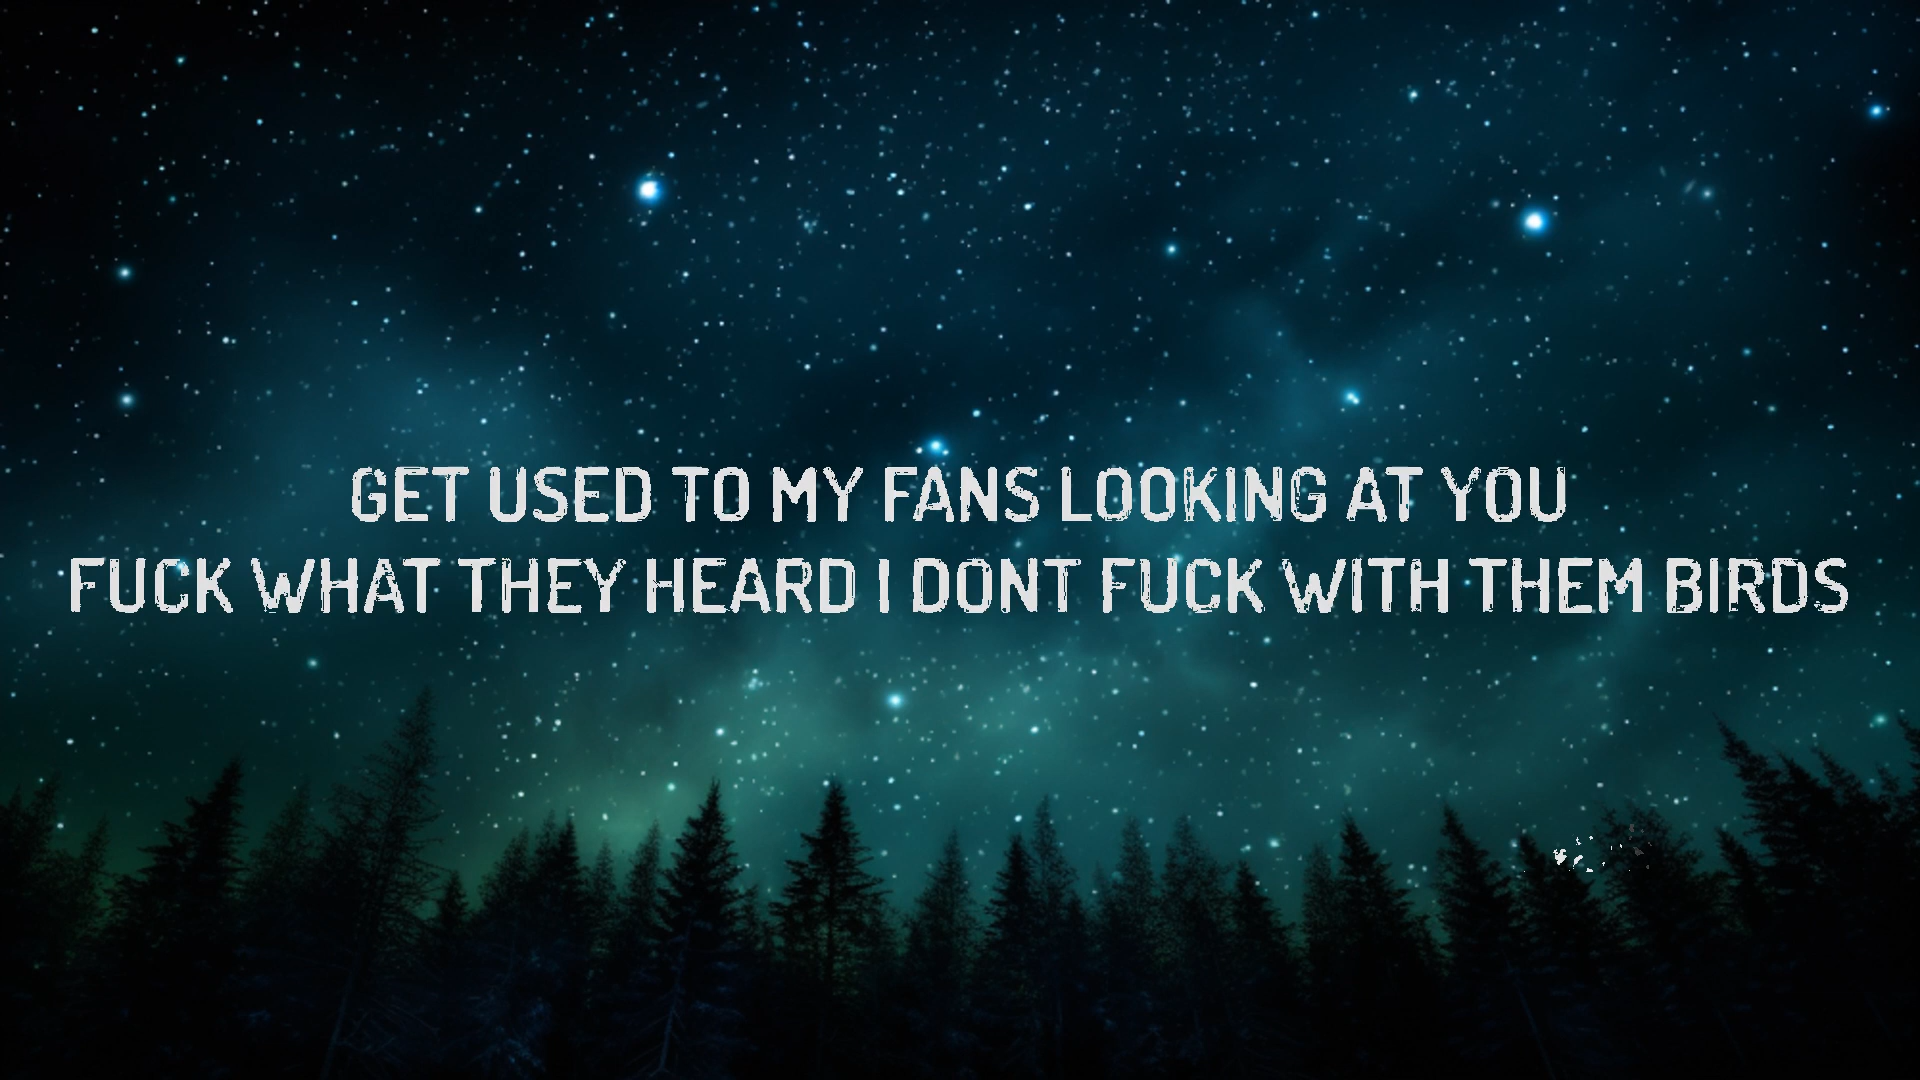 GET USED TO MY FANS LOOKING AT YOU
FUCK WHAT THEY HEARD I DONT FUCK WITH THEM BIRDS